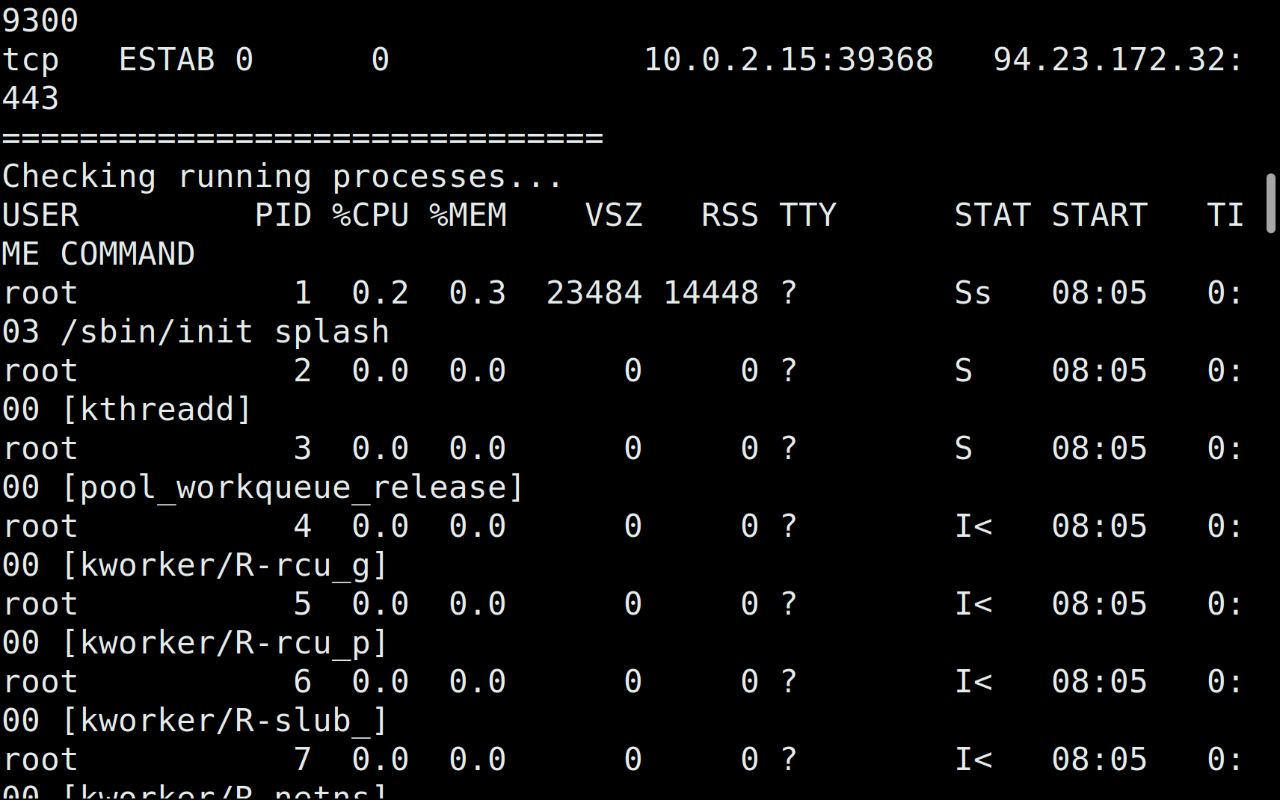 9300
tcp   ESTAB 0      0             10.0.2.15:39368   94.23.172.32:
443
===============================
Checking running processes...
USER         PID %CPU %MEM    VSZ   RSS TTY      STAT START   TI
ME COMMAND
root           1  0.2  0.3  23484 14448 ?        Ss   08:05   0:
03 /sbin/init splash
root           2  0.0  0.0      0     0 ?        S    08:05   0:
00 [kthreadd]
root           3  0.0  0.0      0     0 ?        S    08:05   0:
00 [pool_workqueue_release]
root           4  0.0  0.0      0     0 ?        I<   08:05   0:
00 [kworker/R-rcu_g]
root           5  0.0  0.0      0     0 ?        I<   08:05   0:
00 [kworker/R-rcu_p]
root           6  0.0  0.0      0     0 ?        I<   08:05   0:
00 [kworker/R-slub_]
root           7  0.0  0.0      0     0 ?        I<   08:05   0:
00 [kworker/R-netns]